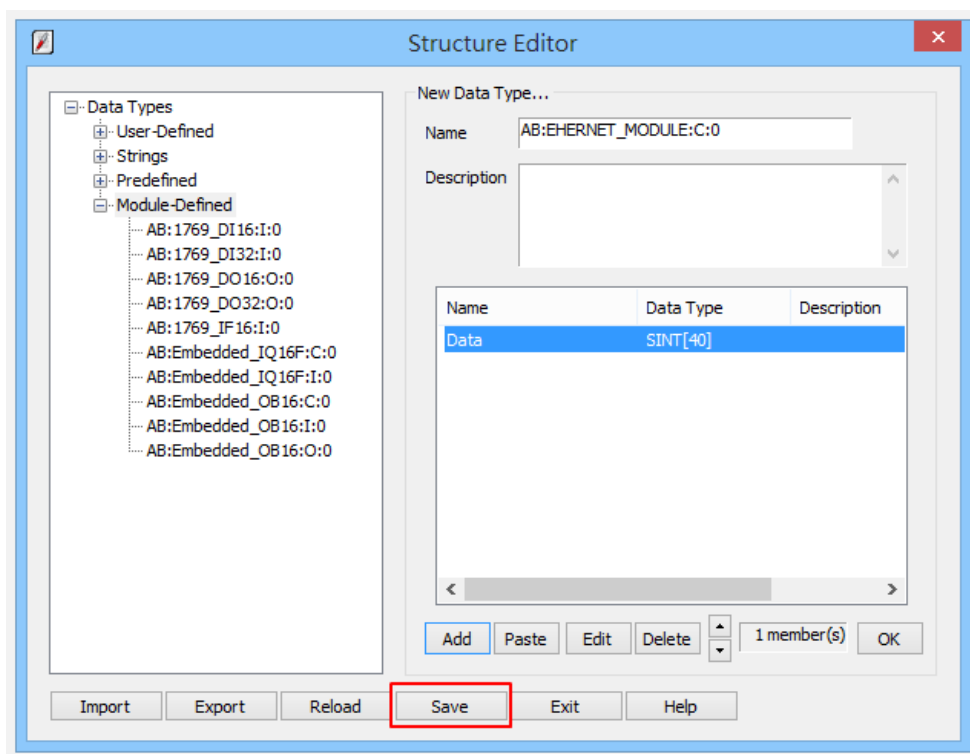 Structure Editor
Data Types
User-Defined
Strings
Predefined
Module-Defined
AB:1769_DI16:I:0
AB:1769_DI32:I:0
AB:1769_DO16:O:0
AB:1769_DO32:O:0
AB:1769_IF16:I:0
AB:Embedded_IQ16F:C:0
AB:Embedded_IQ16F:I:0
AB:Embedded_OB16:C:0
AB:Embedded_OB16:I:0
AB:Embedded_OB16:O:0
New Data Type...
Name AB:EHERNET_MODULE:C:0
Description
Name Data Type Description
Data SINT[40]
Add Paste Edit Delete 1 member(s) OK
Import Export Reload Save Exit Help